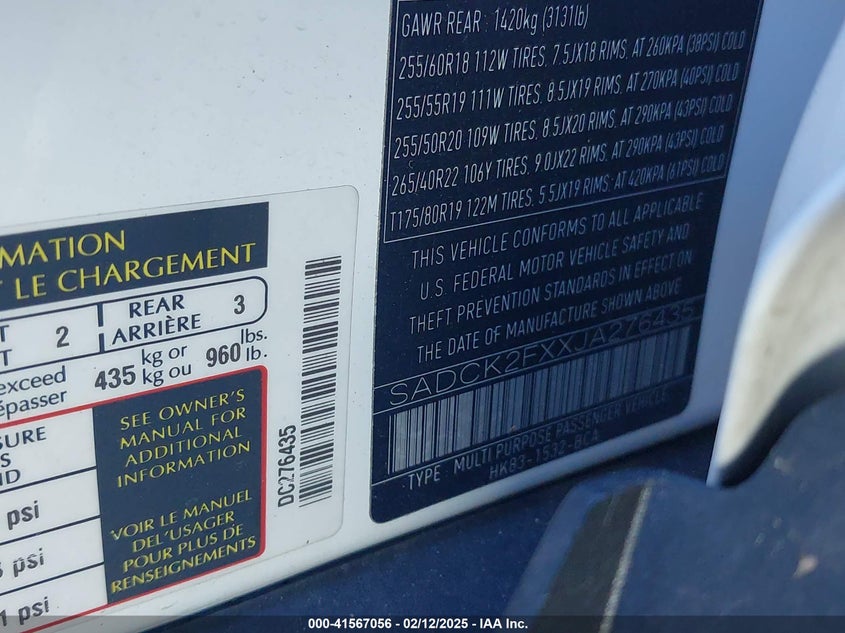 GAWR REAR : 1420kg (3131lb)
255/60R18 112W TIRES, 7.5JX18 RIMS, AT 260KPA (38PSI) COLD
255/55R19 111W TIRES, 8.5JX19 RIMS, AT 270KPA (40PSI) COLD
255/50R20 109W TIRES, 8.5JX20 RIMS, AT 290KPA (43PSI) COLD
265/40R22 106Y TIRES, 9.0JX22 RIMS, AT 290KPA (43PSI) COLD
T175/80R19 122M TIRES, 5.5JX19 RIMS, AT 420KPA (61PSI) COLD
THIS VEHICLE CONFORMS TO ALL APPLICABLE
U.S. FEDERAL MOTOR VEHICLE SAFETY AND
THEFT PREVENTION STANDARDS IN EFFECT ON
THE DATE OF MANUFACTURE SHOWN ABOVE
SADCK2FXXJA276435
TYPE MULTI PURPOSE PASSENGER VEHICLE
HK83-1532-BCA
MATION
T LE CHARGEMENT
T 2 REAR 3
T ARRIÈRE
exceed 435 kg or 960 lbs.
épasser kg ou lb.
SURE
S
ND
psi
psi
1 psi
SEE OWNER'S
MANUAL FOR
ADDITIONAL
INFORMATION
VOIR LE MANUEL
DEL'USAGER
POUR PLUS DE
RENSEIGNEMENTS
DC276435
000-41567056 - 02/12/2025 - IAA Inc.